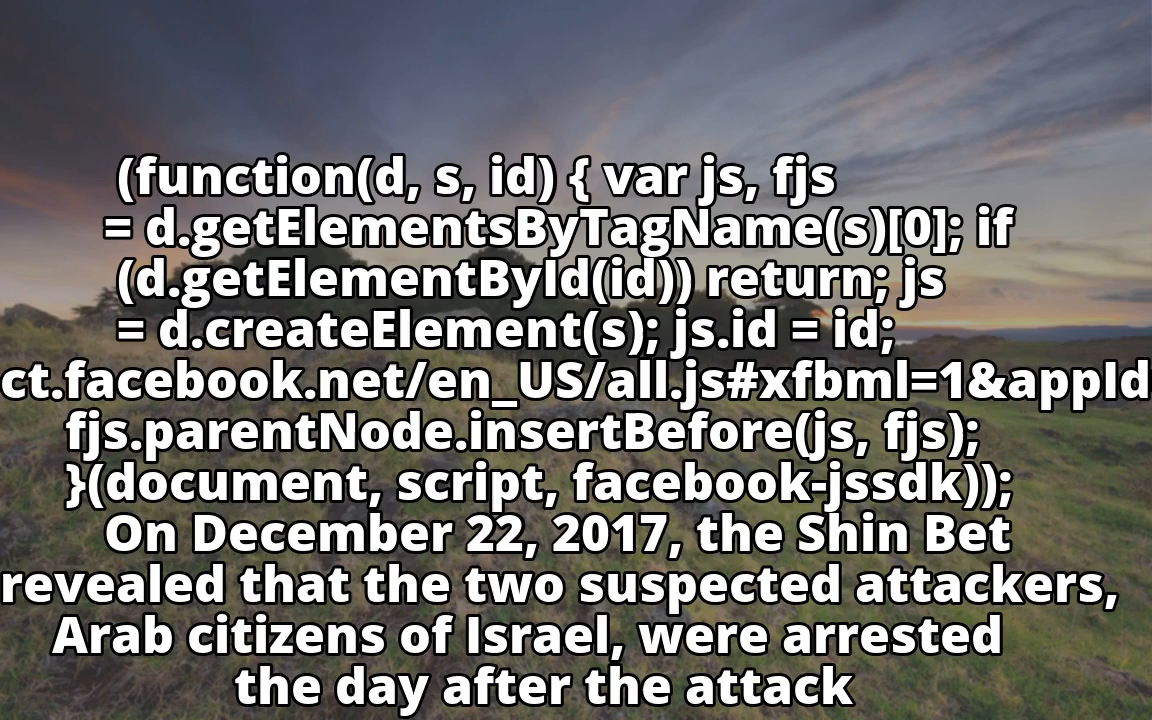 (function(d, s, id) { var js, fjs
= d.getElementsByTagName(s)[0]; if
(d.getElementById(id)) return; js
= d.createElement(s); js.id = id;
ct.facebook.net/en_US/all.js#xfbml=1&appId
fjs.parentNode.insertBefore(js, fjs);
}(document, script, facebook-jssdk));
On December 22, 2017, the Shin Bet
revealed that the two suspected attackers,
Arab citizens of Israel, were arrested
the day after the attack